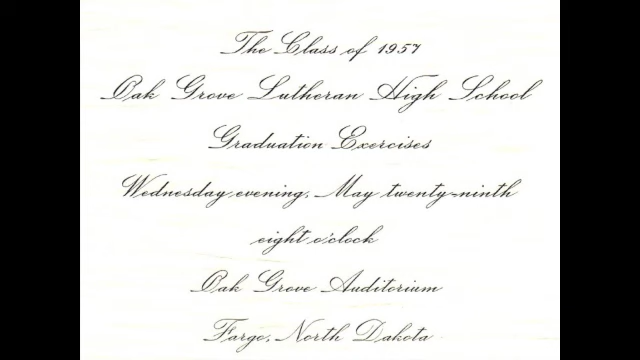 The Class of 1957
Oak Grove Lutheran High School
Graduation Exercises
Wednesday evening, May twenty-ninth
eight o'clock
Oak Grove Auditorium
Fargo, North Dakota